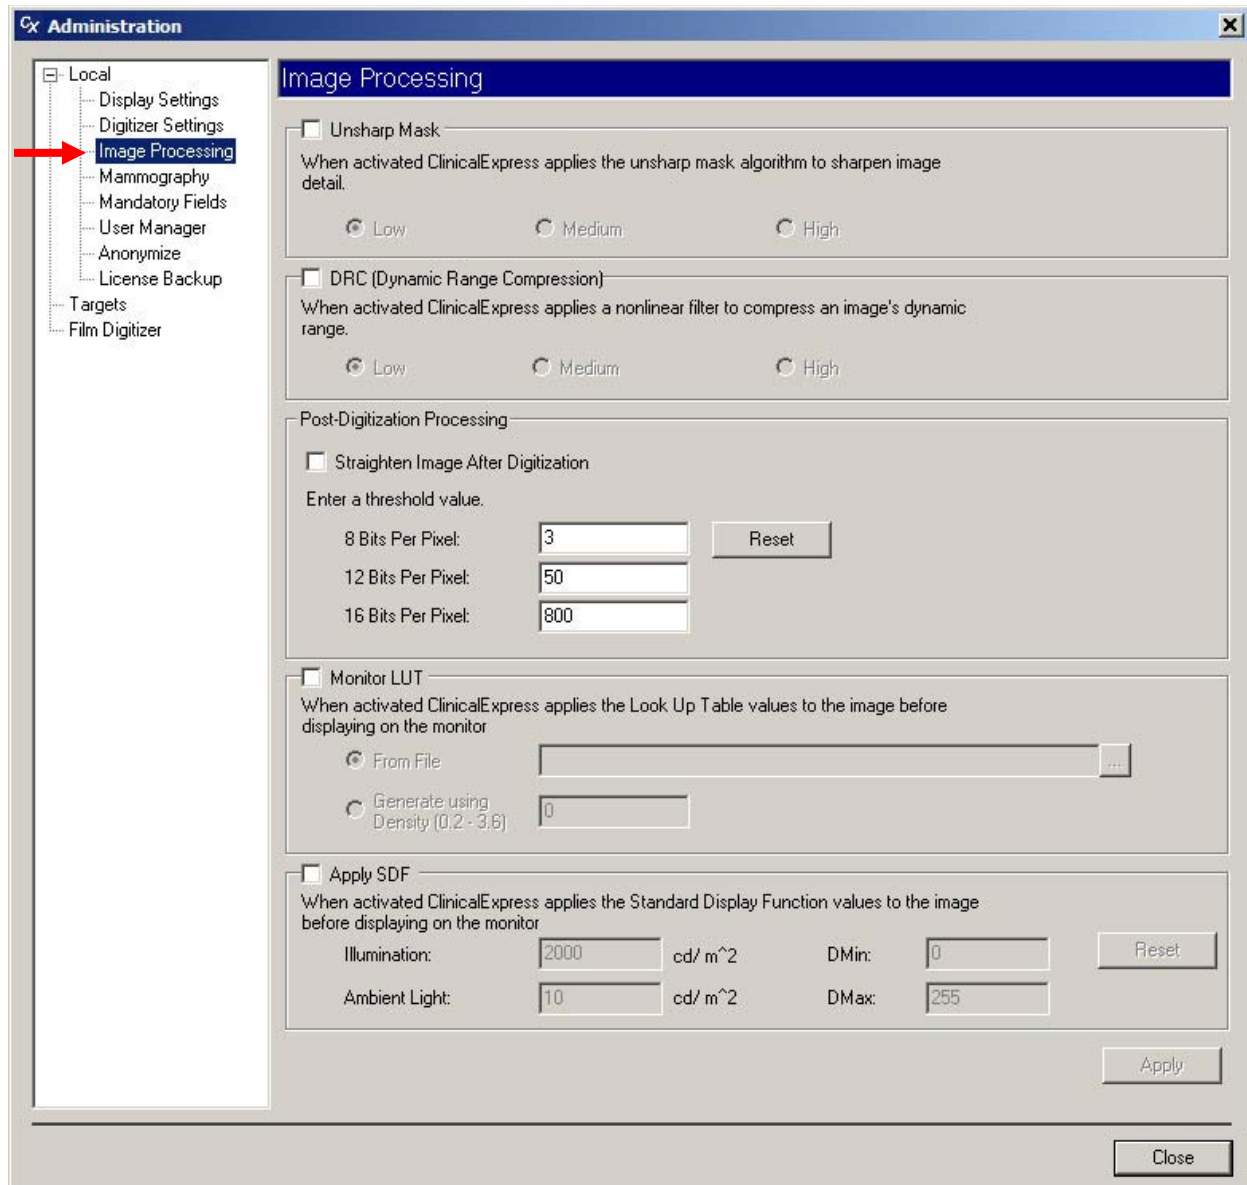 Cx Administration
Local
Display Settings
Digitizer Settings
Image Processing
Mammography
Mandatory Fields
User Manager
Anonymize
License Backup
Targets
Film Digitizer
Image Processing
Unsharp Mask
When activated ClinicalExpress applies the unsharp mask algorithm to sharpen image
detail.
Low Medium High
DRC (Dynamic Range Compression)
When activated ClinicalExpress applies a nonlinear filter to compress an image's dynamic
range.
Low Medium High
Post-Digitization Processing
Straighten Image After Digitization
Enter a threshold value.
8 Bits Per Pixel: 3 Reset
12 Bits Per Pixel: 50
16 Bits Per Pixel: 800
Monitor LUT
When activated ClinicalExpress applies the Look Up Table values to the image before
displaying on the monitor
From File ...
Generate using
Density (0.2 - 3.6) 0
Apply SDF
When activated ClinicalExpress applies the Standard Display Function values to the image
before displaying on the monitor
Illumination: 2000 cd/ m^2 DMin: 0 Reset
Ambient Light: 10 cd/ m^2 DMax: 255
Apply
Close